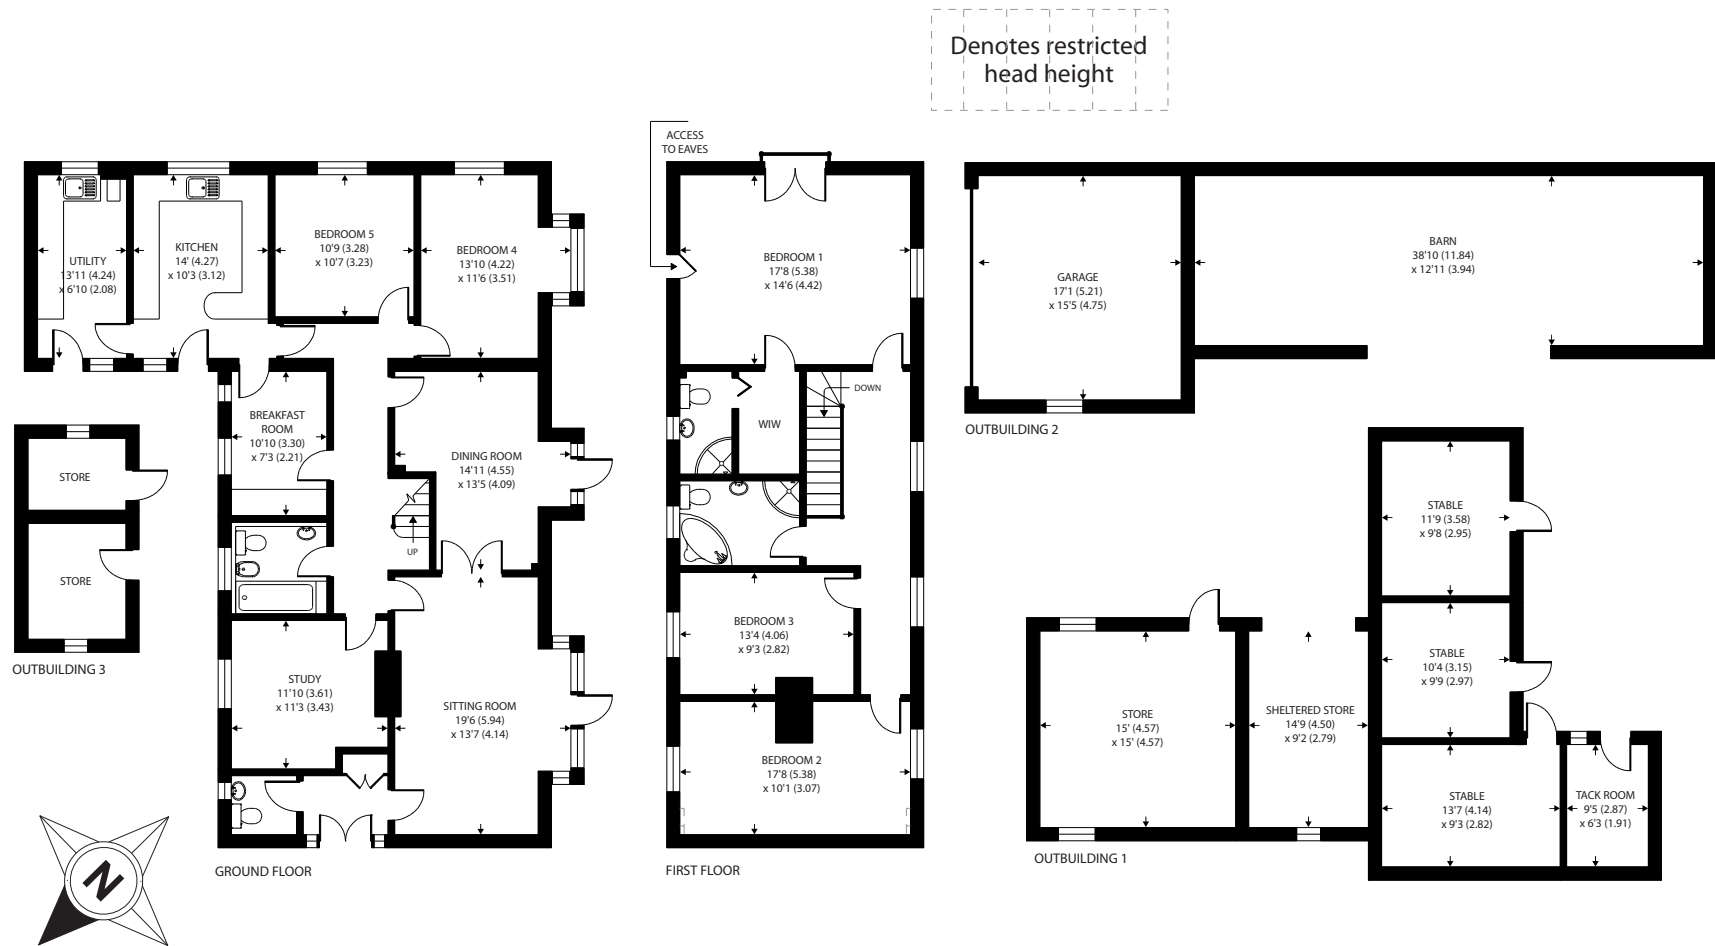 Denotes restricted
head height
ACCESS
TO EAVES
UTILITY
13'11 (4.24)
x 6'10 (2.08)
KITCHEN
14' (4.27)
x 10'3 (3.12)
BEDROOM 5
10'9 (3.28)
x 10'7 (3.23)
BEDROOM 4
13'10 (4.22)
x 11'6 (3.51)
BREAKFAST
ROOM
10'10 (3.30)
x 7'3 (2.21)
DINING ROOM
14'11 (4.55)
x 13'5 (4.09)
UP
STUDY
11'10 (3.61)
x 11'3 (3.43)
SITTING ROOM
19'6 (5.94)
x 13'7 (4.14)
GROUND FLOOR
STORE
STORE
OUTBUILDING 3
N
BEDROOM 1
17'8 (5.38)
x 14'6 (4.42)
WIW
DOWN
BEDROOM 3
13'4 (4.06)
x 9'3 (2.82)
BEDROOM 2
17'8 (5.38)
x 10'1 (3.07)
FIRST FLOOR
GARAGE
17'1 (5.21)
x 15'5 (4.75)
BARN
38'10 (11.84)
x 12'11 (3.94)
OUTBUILDING 2
STABLE
11'9 (3.58)
x 9'8 (2.95)
STABLE
10'4 (3.15)
x 9'9 (2.97)
STORE
15' (4.57)
x 15' (4.57)
SHELTERED STORE
14'9 (4.50)
x 9'2 (2.79)
STABLE
13'7 (4.14)
x 9'3 (2.82)
TACK ROOM
9'5 (2.87)
x 6'3 (1.91)
OUTBUILDING 1